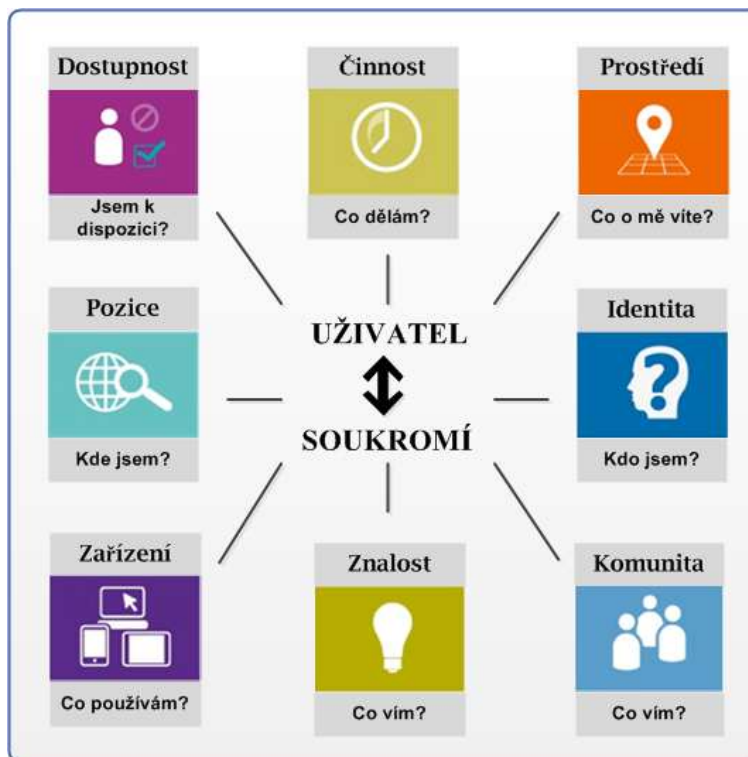 Dostupnost
Jsem k
dispozici?
Činnost
Co dělám?
Prostředí
Co o mě víte?
Pozice
Kde jsem?
UŽIVATEL
SOUKROMÍ
Identita
Kdo jsem?
Zařízení
Co používám?
Znalost
Co vím?
Komunita
Co vím?